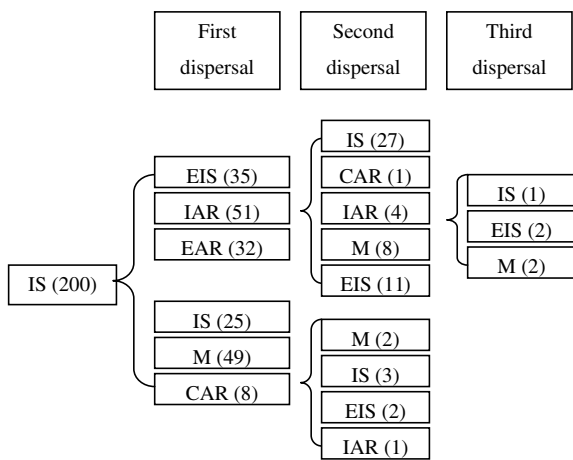 First
dispersal
Second
dispersal
Third
dispersal
IS (200)
EIS (35)
IAR (51)
EAR (32)
IS (25)
M (49)
CAR (8)
IS (27)
CAR (1)
IAR (4)
M (8)
EIS (11)
M (2)
IS (3)
EIS (2)
IAR (1)
IS (1)
EIS (2)
M (2)